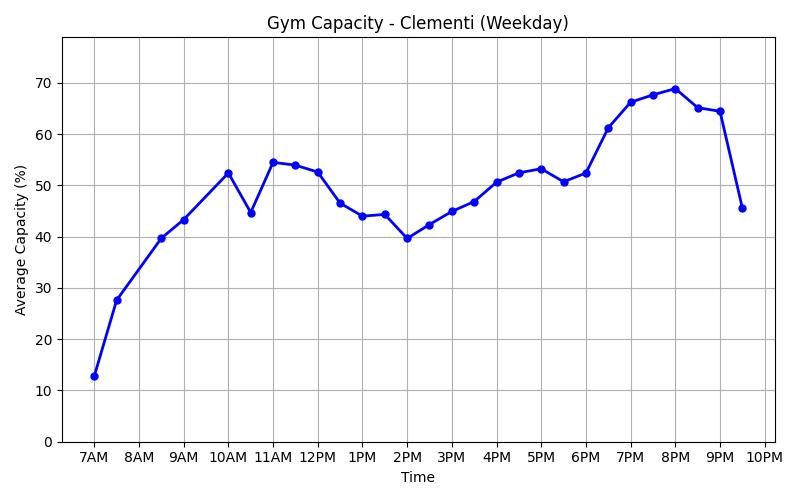 Gym Capacity - Clementi (Weekday)
Average Capacity (%)
70
60
50
40
30
20
10
0
7AM 8AM 9AM 10AM 11AM 12PM 1PM 2PM 3PM 4PM 5PM 6PM 7PM 8PM 9PM 10PM
Time